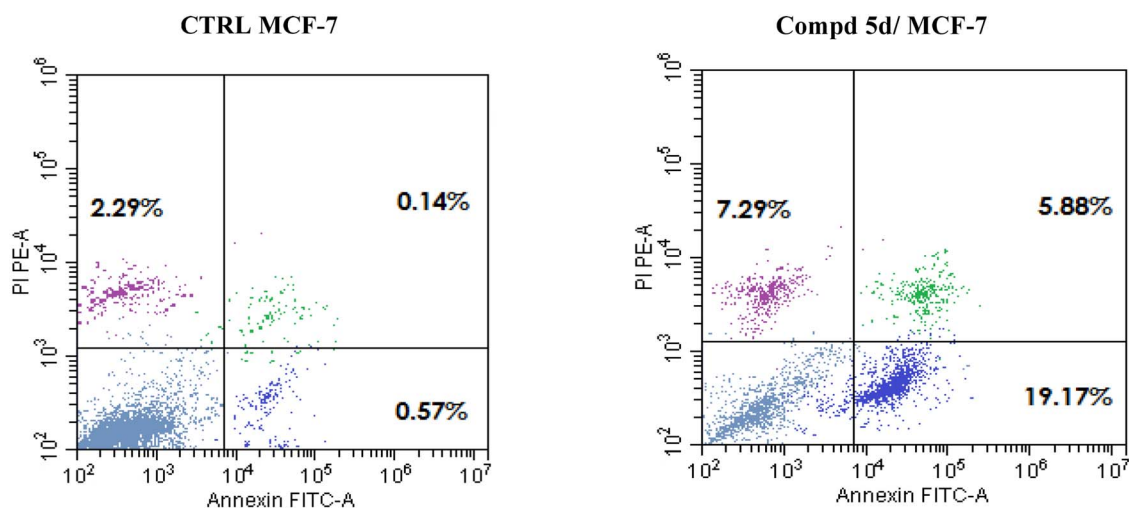 CTRL MCF-7
10^6
10^5
10^4
10^3
10^2
PI PE-A
2.29%
0.14%
0.57%
10^2 10^3 10^4 10^5 10^6 10^7
Annexin FITC-A
Compd 5d/ MCF-7
10^6
10^5
10^4
10^3
10^2
PI PE-A
7.29%
5.88%
19.17%
10^2 10^3 10^4 10^5 10^6 10^7
Annexin FITC-A